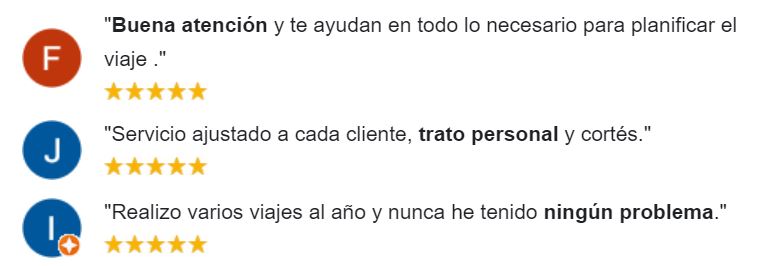 F
"Buena atención y te ayudan en todo lo necesario para planificar el
viaje ."
J
"Servicio ajustado a cada cliente, trato personal y cortés."
I
"Realizo varios viajes al año y nunca he tenido ningún problema."